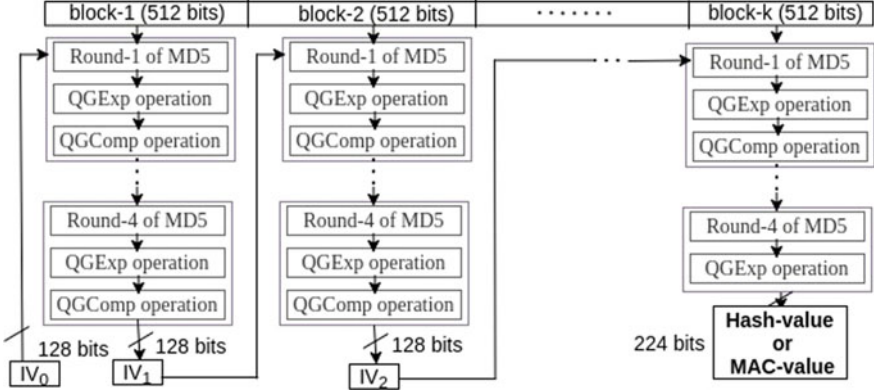 block-1 (512 bits) block-2 (512 bits) ....... block-k (512 bits)
Round-1 of MD5 Round-1 of MD5 ... Round-1 of MD5
QGExp operation QGExp operation QGExp operation
QGComp operation QGComp operation QGComp operation
Round-4 of MD5 Round-4 of MD5 Round-4 of MD5
QGExp operation QGExp operation QGExp operation
QGComp operation QGComp operation
128 bits 128 bits 128 bits 224 bits
Hash-value
or
MAC-value
IV₀ IV₁ IV₂